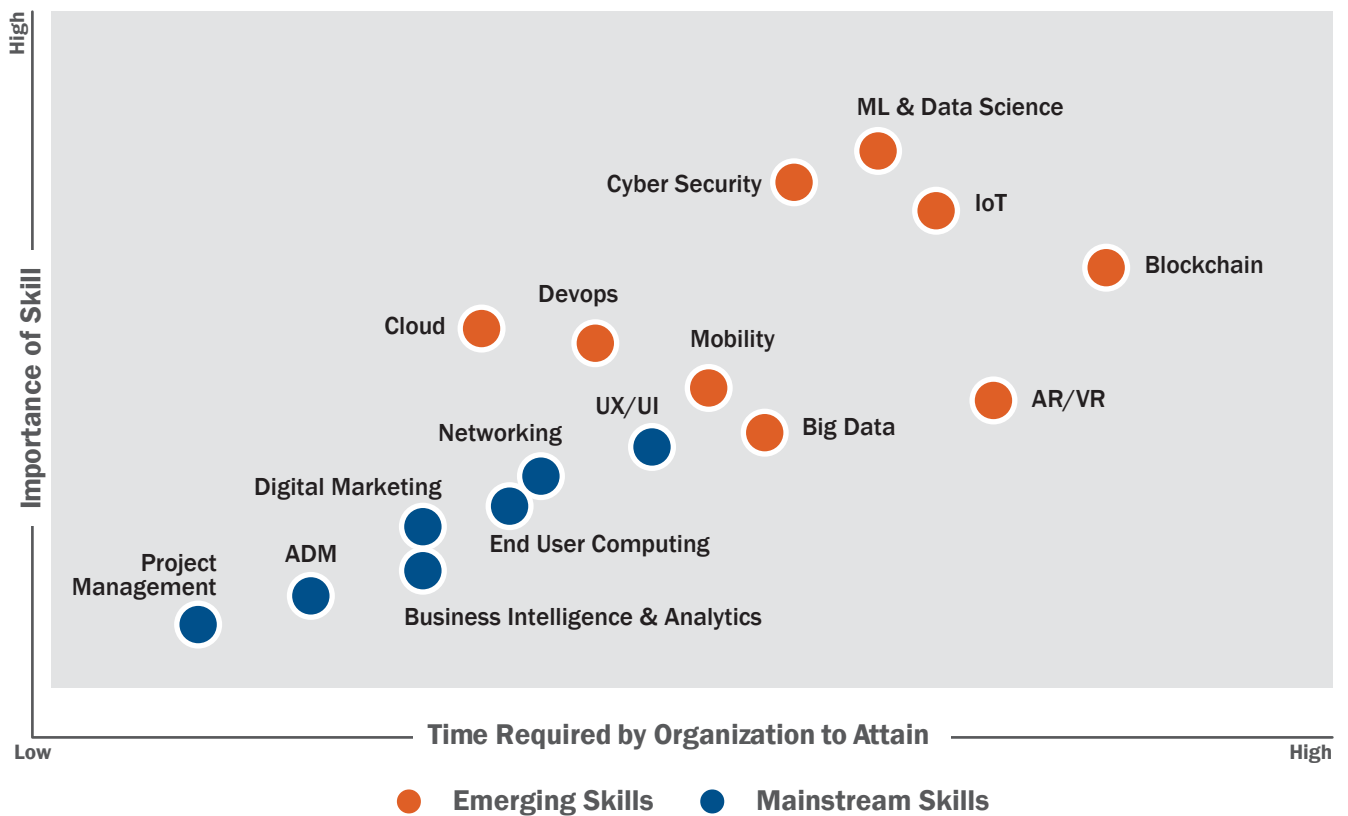 High
ML & Data Science
Cyber Security
IoT
Blockchain
Devops
Cloud
Mobility
AR/VR
UX/UI
Big Data
Networking
Digital Marketing
End User Computing
ADM
Project
Management
Business Intelligence & Analytics
Importance of Skill
Time Required by Organization to Attain
Low
High
Emerging Skills
Mainstream Skills